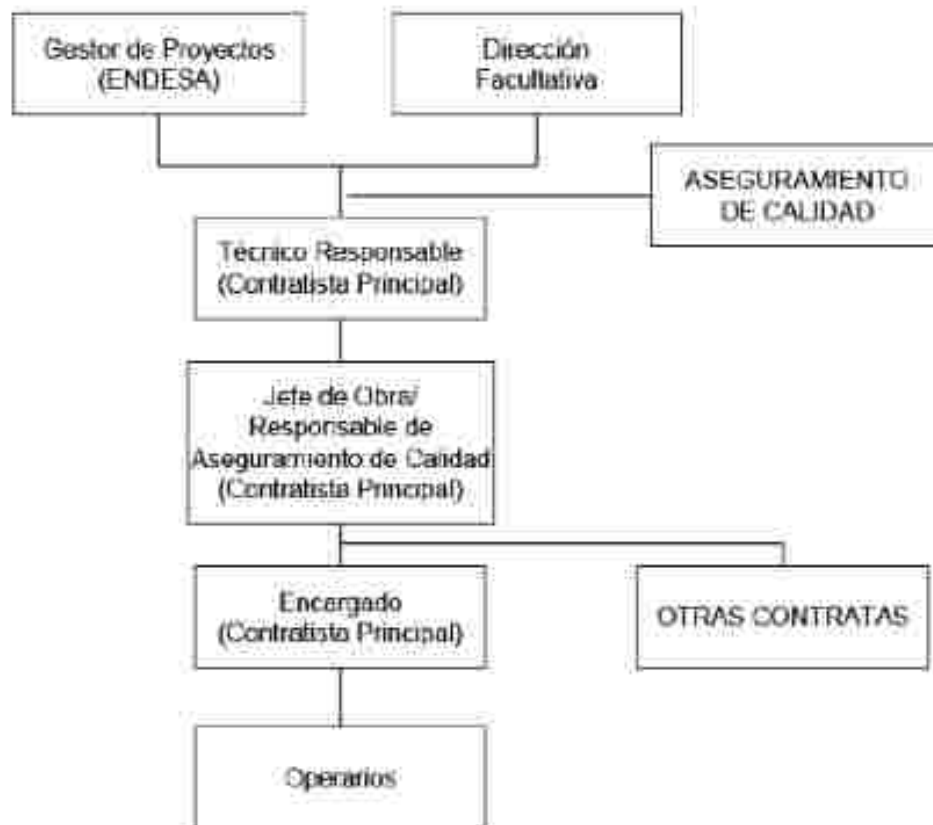 Gestor de Proyectos
(ENDESA)
Dirección
Facultativa
ASEGURAMIENTO
DE CALIDAD
Técnico Responsable
(Contratista Principal)
Jefe de Obra/
Responsable de
Aseguramiento de Calidad
(Contratista Principal)
Encargado
(Contratista Principal)
OTRAS CONTRATAS
Operarios